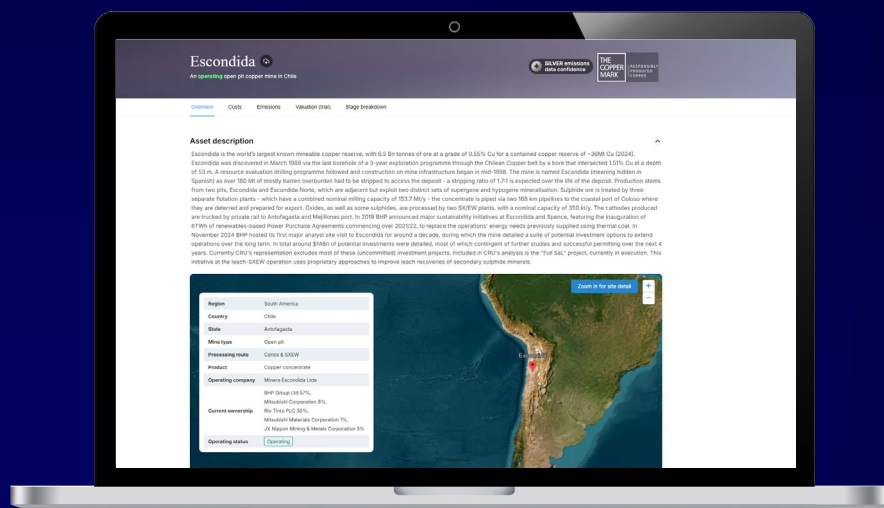 Escondida
An operating open pit copper mine in Chile
SILVER emissions
data confidence
THE
COPPER
MARK
RESPONSIBLY
PRODUCED
COPPER
Overview Costs Emissions Valuation (trial) Stage breakdown
Asset description
Escondida is the world's largest known mineable copper reserve, with 6.5 Bn tonnes of ore at a grade of 0.55% Cu for a contained copper reserve of ~36Mt Cu (2024).
Escondida was discovered in March 1988 via the last borehole of a 3-year exploration programme through the Chilean Copper belt by a bore that intersected 1.51% Cu at a depth
of 53 m. A resource evaluation drilling programme followed and construction on mine infrastructure began in mid-1998. The mine is named Escondida (meaning hidden in
Spanish) as over 180 Mt of mostly barren overburden had to be stripped to access the deposit - a stripping ratio of 1.7:1 is expected over the life of the deposit. Production stems
from two pits, Escondida and Escondida Norte, which are adjacent but exploit two distinct sets of supergene and hypogene mineralisation. Sulphide ore is treated by three
separate flotation plants - which have a combined nominal milling capacity of 153.7 Mt/y - the concentrate is piped via two 168 km pipelines to the coastal port of Coloso where
they are dewatered and prepared for export. Oxides, as well as some sulphides, are processed by two SX/EW plants, with a nominal capacity of 350 kt/y. The cathodes produced
are trucked by private rail to Antofagasta and Mejillones port. In 2019 BHP announced major sustainability initiatives at Escondida and Spence, featuring the inauguration of
6TWh of renewables-based Power Purchase Agreements commencing over 2021/22, to replace the operations' energy needs previously supplied using thermal coal. In
November 2024 BHP hosted its first major analyst site visit to Escondida for around a decade, during which the mine detailed a suite of potential investment options to extend
operations over the long term. In total around $14Bn of potential investments were detailed, most of which contingent of further studies and successful permitting over the next 4
years. Currently CRU's representation excludes most of these (uncommitted) investment projects. Included in CRU's analysis is the "Full SaL" project, currently in execution. This
initiative at the leach-SXEW operation uses proprietary approaches to improve leach recoveries of secondary sulphide minerals.
Zoom in for site detail
+
−
Region South America
Country Chile
State Antofagasta
Mine type Open pit
Processing route Concs & SXEW
Product Copper concentrate
Operating company Minera Escondida Ltda
Current ownership BHP Group Ltd 57%,
Mitsubishi Corporation 8%,
Rio Tinto PLC 30%,
Mitsubishi Materials Corporation 1%,
JX Nippon Mining & Metals Corporation 3%
Operating status Operating
Escondida